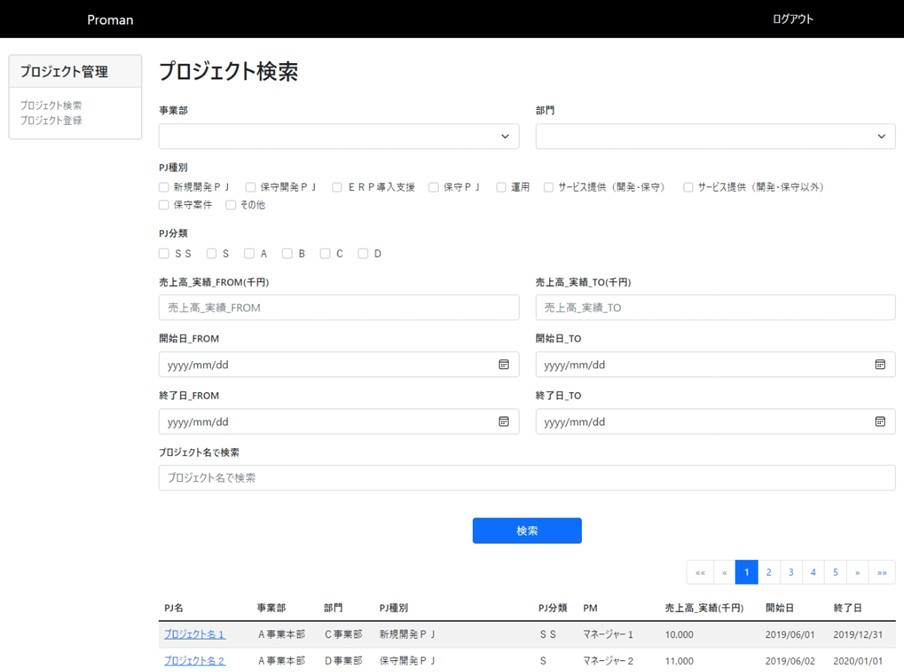 Proman ログアウト
プロジェクト管理
プロジェクト検索
プロジェクト登録
プロジェクト検索
事業部 部門
PJ種別
新規開発ＰＪ 保守開発ＰＪ ＥＲＰ導入支援 保守ＰＪ 運用 サービス提供（開発・保守） サービス提供（開発・保守以外）
保守案件 その他
PJ分類
ＳＳ Ｓ Ａ Ｂ Ｃ Ｄ
売上高_実績_FROM(千円) 売上高_実績_TO(千円)
売上高_実績_FROM 売上高_実績_TO
開始日_FROM 開始日_TO
yyyy/mm/dd yyyy/mm/dd
終了日_FROM 終了日_TO
yyyy/mm/dd yyyy/mm/dd
プロジェクト名で検索
プロジェクト名で検索
検索
«« « 1 2 3 4 5 » »»
PJ名 事業部 部門 PJ種別 PJ分類 PM 売上高_実績(千円) 開始日 終了日
プロジェクト名１ Ａ事業本部 Ｃ事業部 新規開発ＰＪ ＳＳ マネージャー１ 10,000 2019/06/01 2019/12/31
プロジェクト名２ Ａ事業本部 Ｄ事業部 保守開発ＰＪ Ｓ マネージャー２ 11,000 2019/06/02 2020/01/01